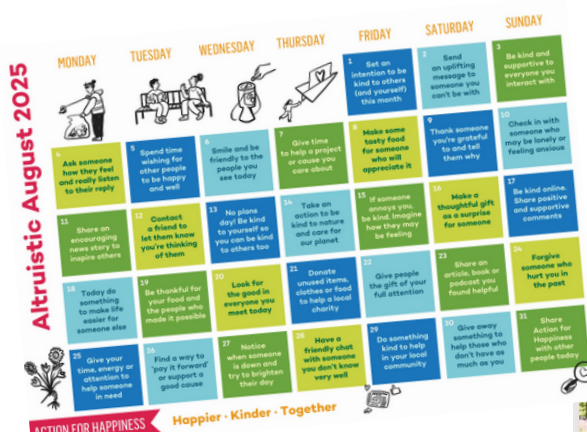 Altruistic August 2025
MONDAY TUESDAY WEDNESDAY THURSDAY FRIDAY SATURDAY SUNDAY
1 Set an
intention to be
kind to others
(and yourself)
this month
2 Send
an uplifting
message to
someone you
can't be with
3 Be kind and
supportive to
everyone you
interact with
4
Ask someone
how they feel
and really listen
to their reply
5 Spend time
wishing for
other people
to be happy
and well
6
Smile and be
friendly to the
people you
see today
7 Give time
to help a project
or cause you
care about
8 Make some
tasty food
for someone
who will
appreciate it
9 Thank someone
you're grateful
to and tell
them why
10
Check in with
someone who
may be lonely or
feeling anxious
11
Share an
encouraging
news story to
inspire others
12 Contact
a friend to
let them know
you're thinking
of them
13 No plans
day! Be kind
to yourself so
you can be kind
to others too
14 Take an
action to be
kind to nature
and care for
our planet
15 If someone
annoys you,
be kind. Imagine
how they may
be feeling
16 Make a
thoughtful gift
as a surprise
for someone
17
Be kind online.
Share positive
and supportive
comments
18 Today do
something
to make life
easier for
someone else
19
Be thankful for
your food and
the people who
made it possible
20 Look for
the good in
everyone you
meet today
21 Donate
unused items,
clothes or food
to help a local
charity
22
Give people
the gift of your
full attention
23 Share an
article, book or
podcast you
found helpful
24 Forgive
someone who
hurt you in
the past
25 Give your
time, energy or
attention to
help someone
in need
26 Find a way to
'pay it forward'
or support a
good cause
27 Notice
when someone
is down and
try to brighten
their day
28 Have a
friendly chat
with someone
you don't know
very well
29 Do something
kind to help
in your local
community
30 Give away
something to
help those who
don't have as
much as you
31 Share
Action for
Happiness with
other people
today
ACTION FOR HAPPINESS
Happier · Kinder · Together